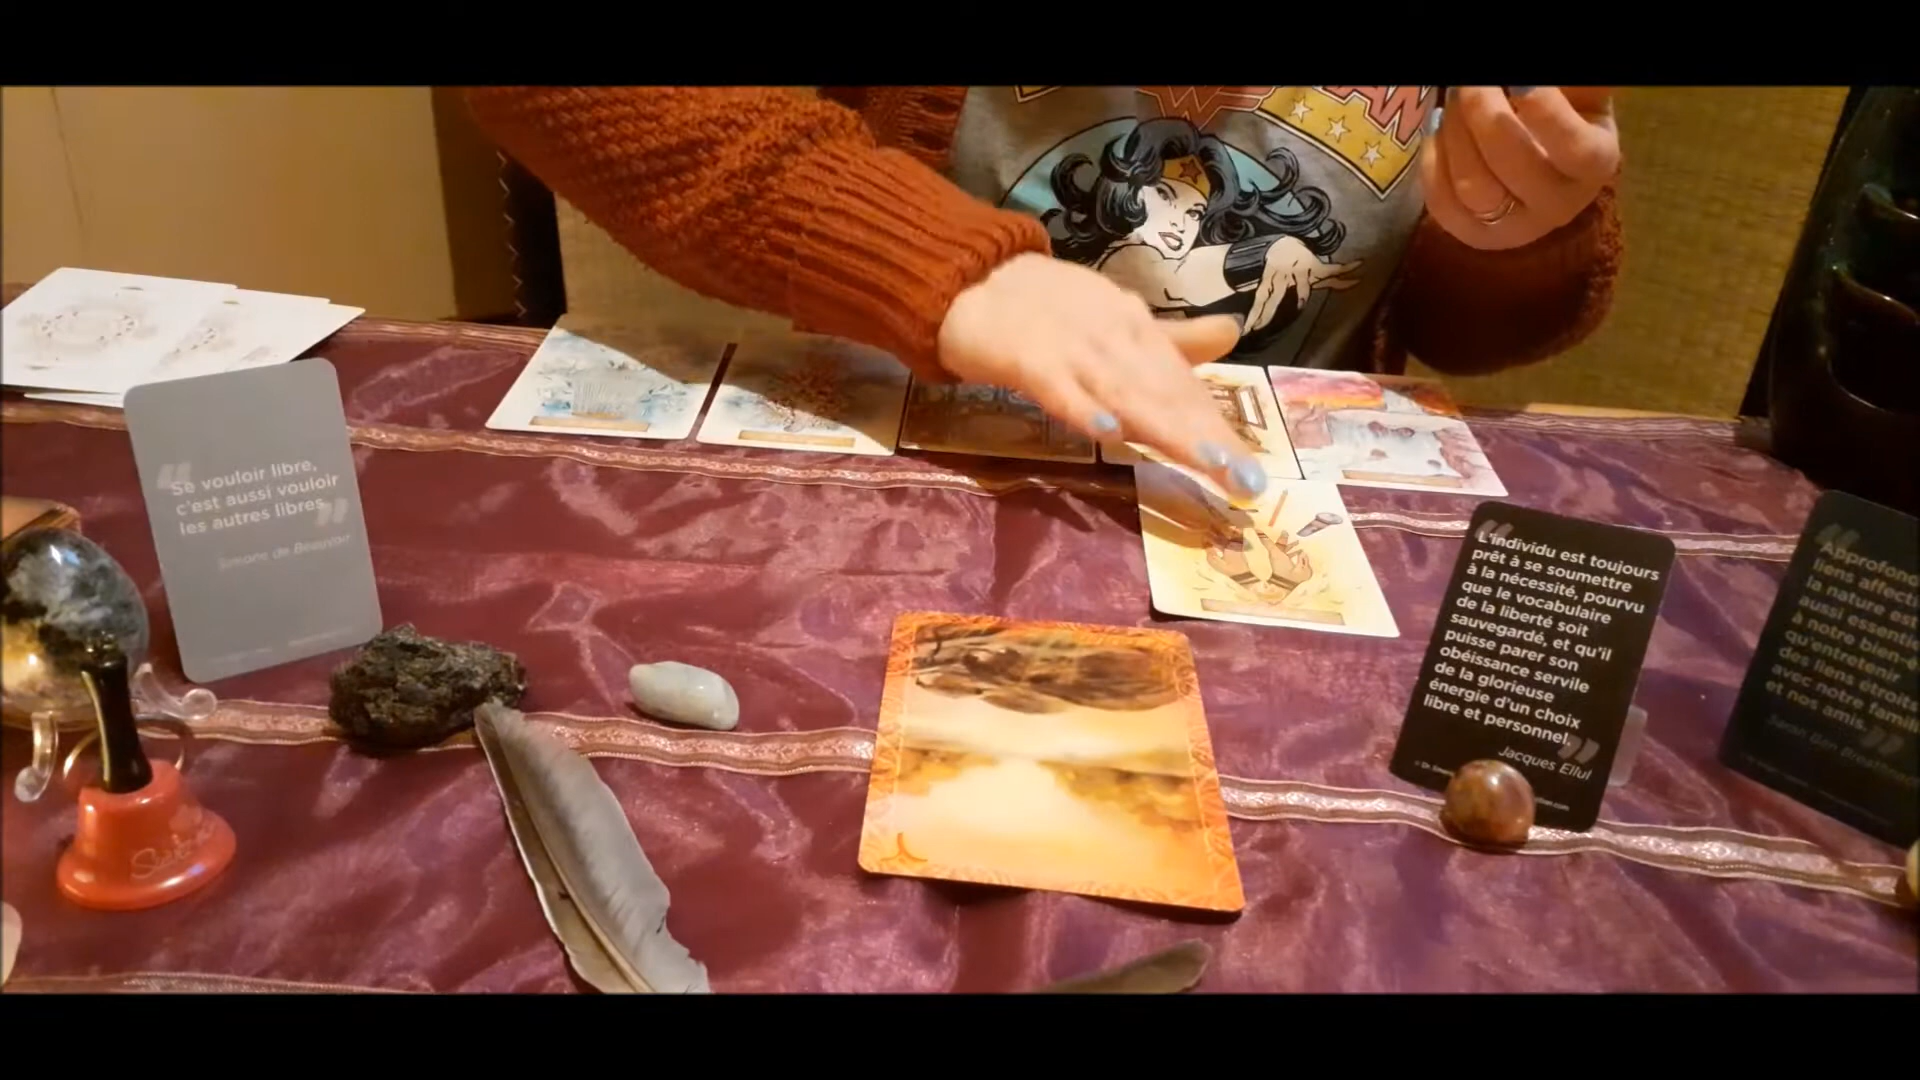 Se vouloir libre,
c'est aussi vouloir
les autres libres
Simone de Beauvoir
L'individu est toujours
prêt à se soumettre
à la nécessité, pourvu
que le vocabulaire
de la liberté soit
sauvegardé, et qu'il
puisse parer son
obéissance servile
de la glorieuse
énergie d'un choix
libre et personnel.
Jacques Ellul
liens affecti
la nature est
aussi essenti
à notre bien-ê
qu'entretenir
des liens étroits
avec notre famil
et nos amis.